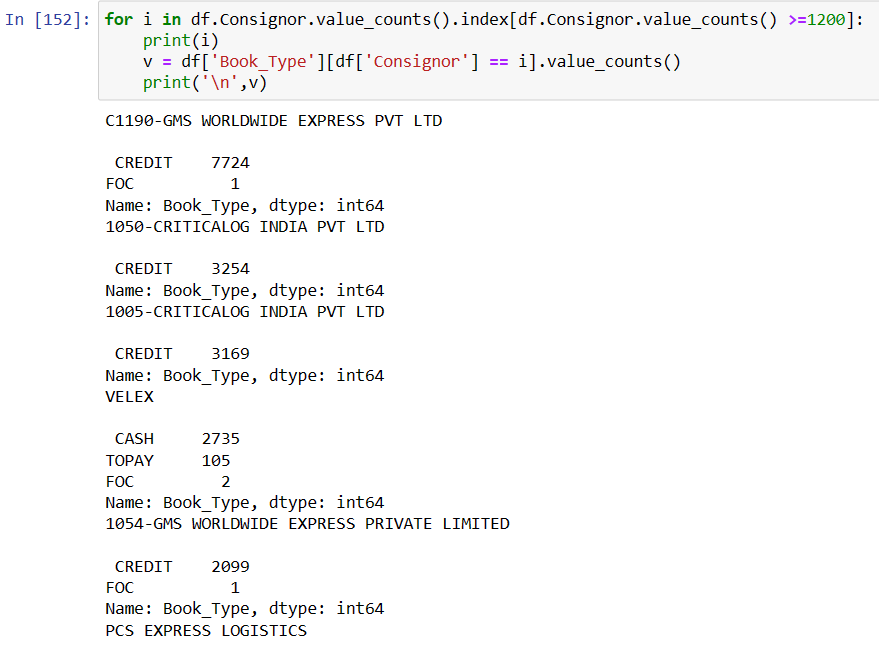 In [152]: for i in df.Consignor.value_counts().index[df.Consignor.value_counts() >=1200]:
    print(i)
    v = df['Book_Type'][df['Consignor'] == i].value_counts()
    print('\n',v)
C1190-GMS WORLDWIDE EXPRESS PVT LTD
 CREDIT    7724
FOC          1
Name: Book_Type, dtype: int64
1050-CRITICALOG INDIA PVT LTD
 CREDIT    3254
Name: Book_Type, dtype: int64
1005-CRITICALOG INDIA PVT LTD
 CREDIT    3169
Name: Book_Type, dtype: int64
VELEX
 CASH     2735
TOPAY     105
FOC         2
Name: Book_Type, dtype: int64
1054-GMS WORLDWIDE EXPRESS PRIVATE LIMITED
 CREDIT    2099
FOC          1
Name: Book_Type, dtype: int64
PCS EXPRESS LOGISTICS